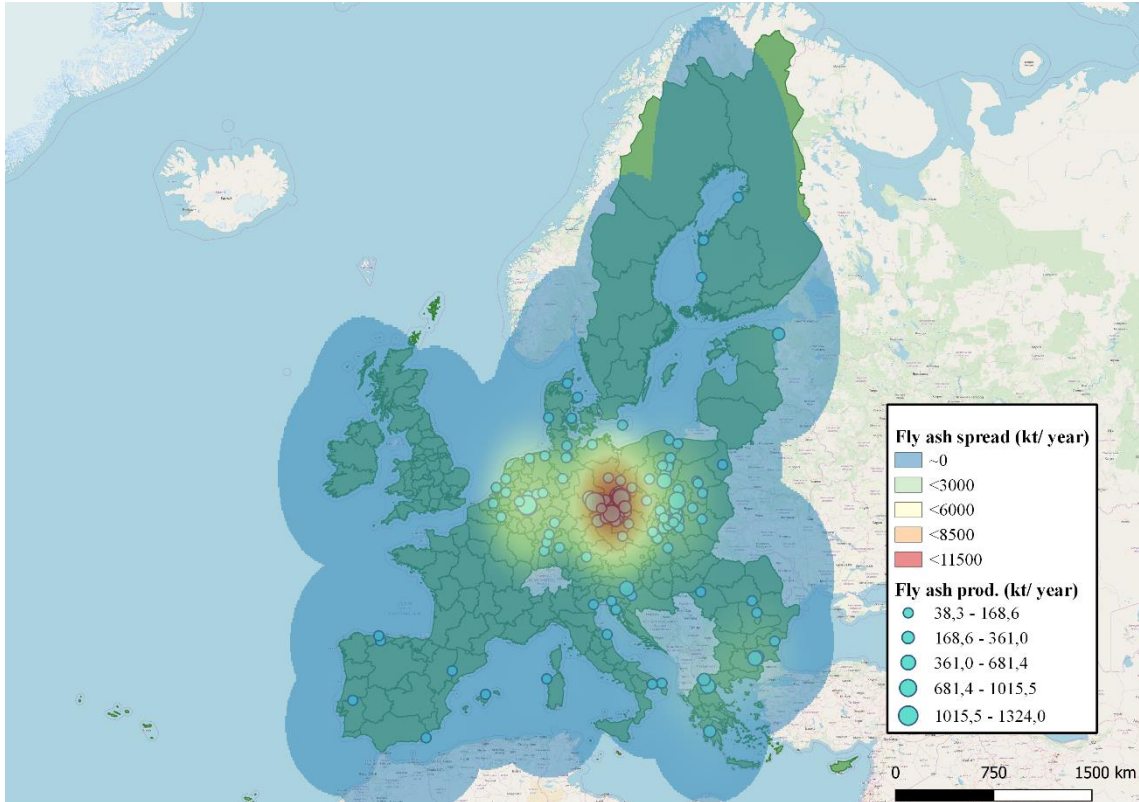 Fly ash spread (kt/ year)
~0
<3000
<6000
<8500
<11500
Fly ash prod. (kt/ year)
38,3 - 168,6
168,6 - 361,0
361,0 - 681,4
681,4 - 1015,5
1015,5 - 1324,0
0 750 1500 km